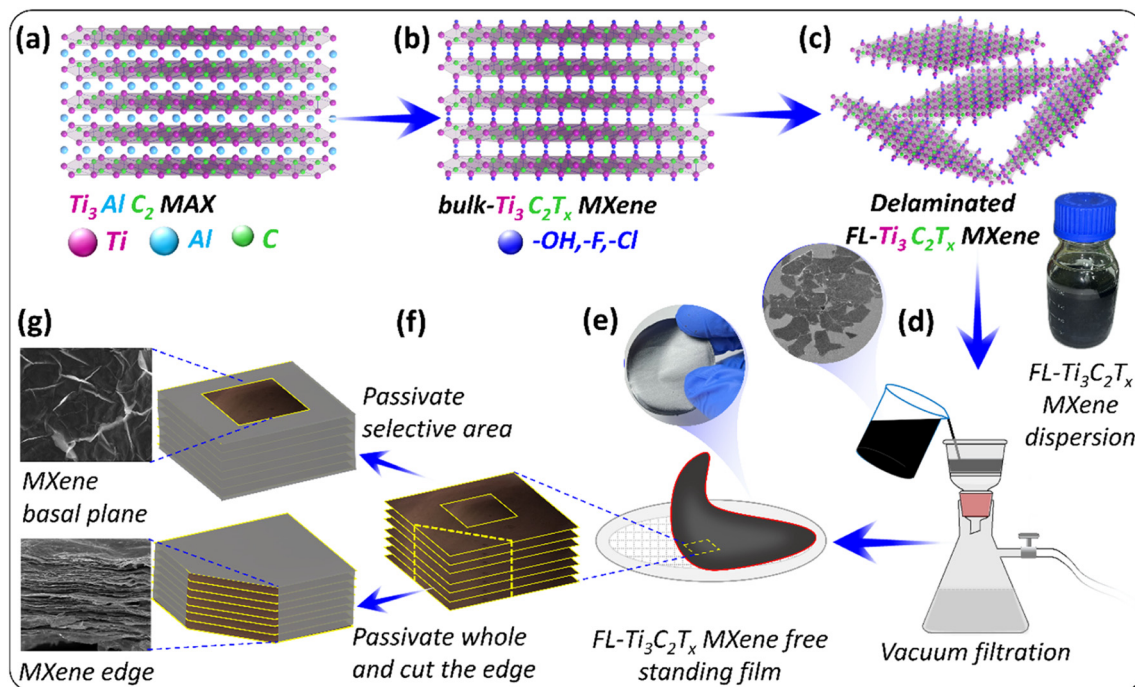 (a)
(b)
(c)
Ti₃ Al C₂ MAX
Ti Al C
bulk-Ti₃ C₂Tₓ MXene
-OH,-F,-Cl
Delaminated
FL-Ti₃ C₂Tₓ MXene
(g)
(f)
(e)
(d)
FL-Ti₃C₂Tₓ
MXene
dispersion
Passivate
selective area
MXene
basal plane
MXene edge
Passivate whole
and cut the edge
FL-Ti₃C₂Tₓ MXene free
standing film
Vacuum filtration